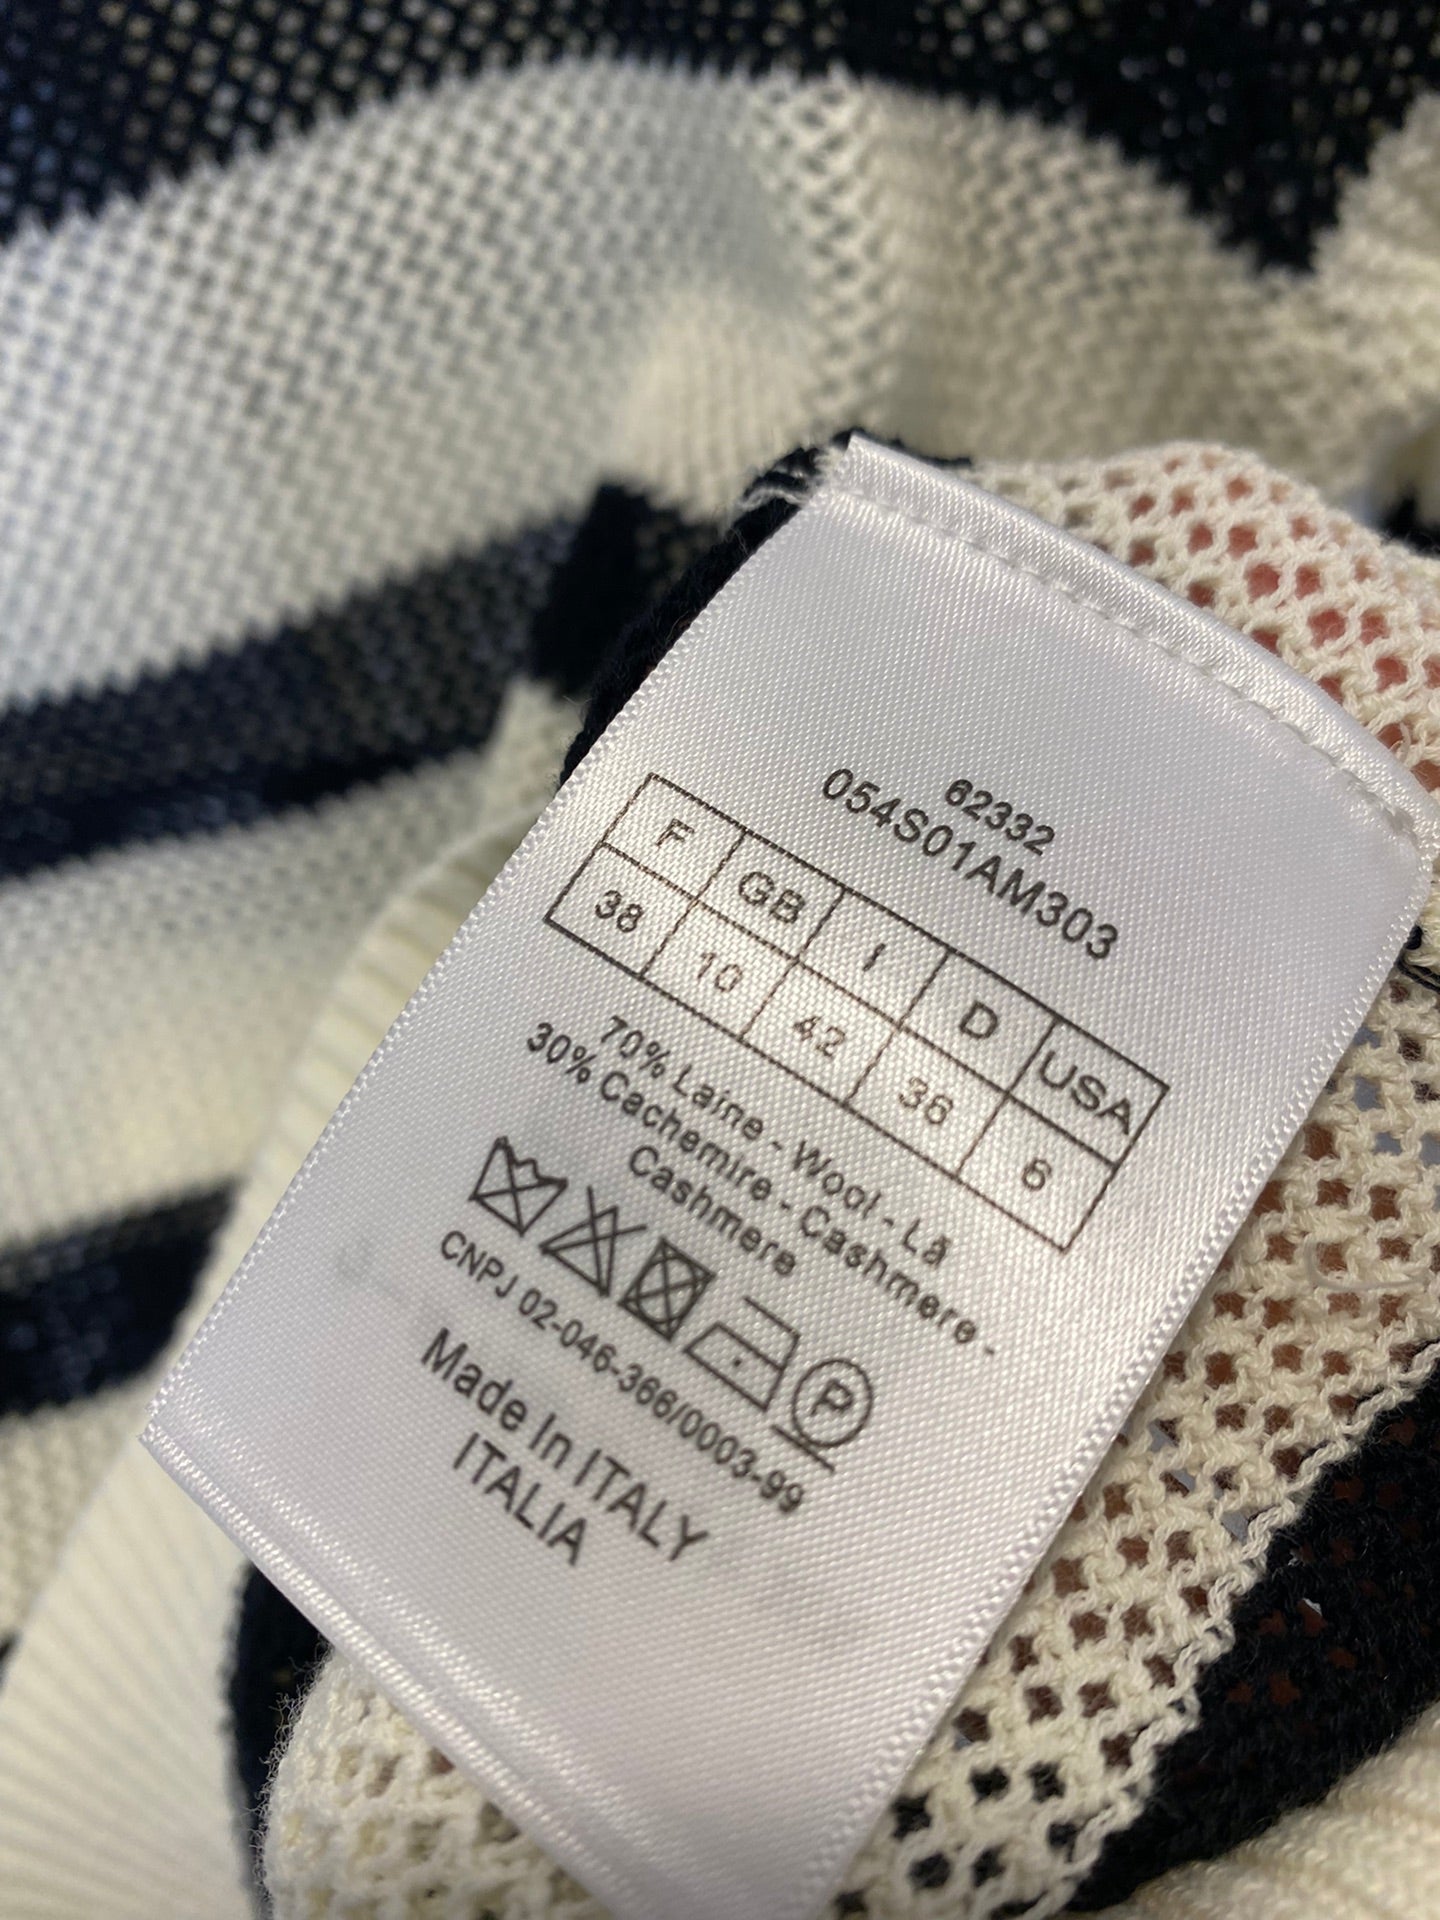 62332
054S01AM303
F GB I D USA
38 10 42 36 6
70% Laine - Wool - Lã
30% Cachemire - Cashmere -
Cashmere
P
CNPJ 02-046-366/0003-99
Made In ITALY
ITALIA